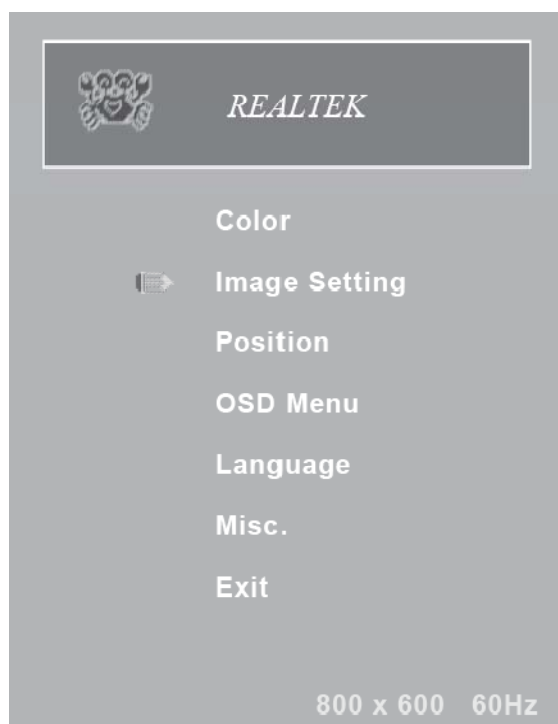 REALTEK
Color
Image Setting
Position
OSD Menu
Language
Misc.
Exit
800 x 600 60Hz